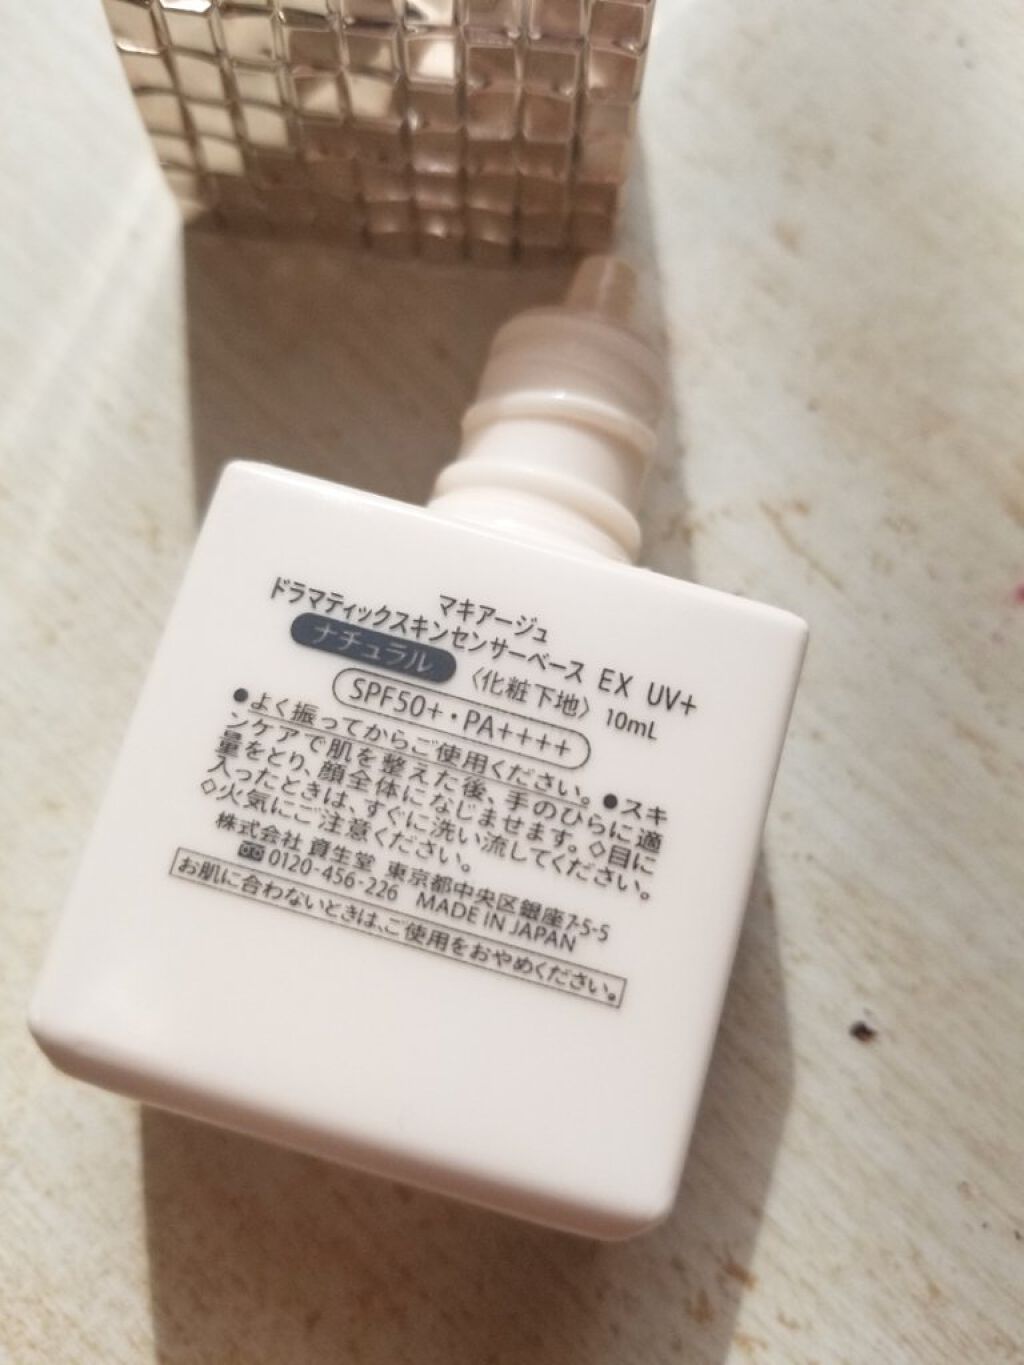 マキアージュ
ドラマティックスキンセンサーベース EX UV+
ナチュラル 〈化粧下地〉 10mL
SPF50+・PA++++
●よく振ってからご使用ください。●スキ
ンケアで肌を整えた後、手のひらに適
量をとり、顔全体になじませます。◇目に
入ったときは、すぐに洗い流してください。
◇火気にご注意ください。
株式会社 資生堂 東京都中央区銀座7-5-5
0120-456-226 MADE IN JAPAN
お肌に合わないときは、ご使用をおやめください。